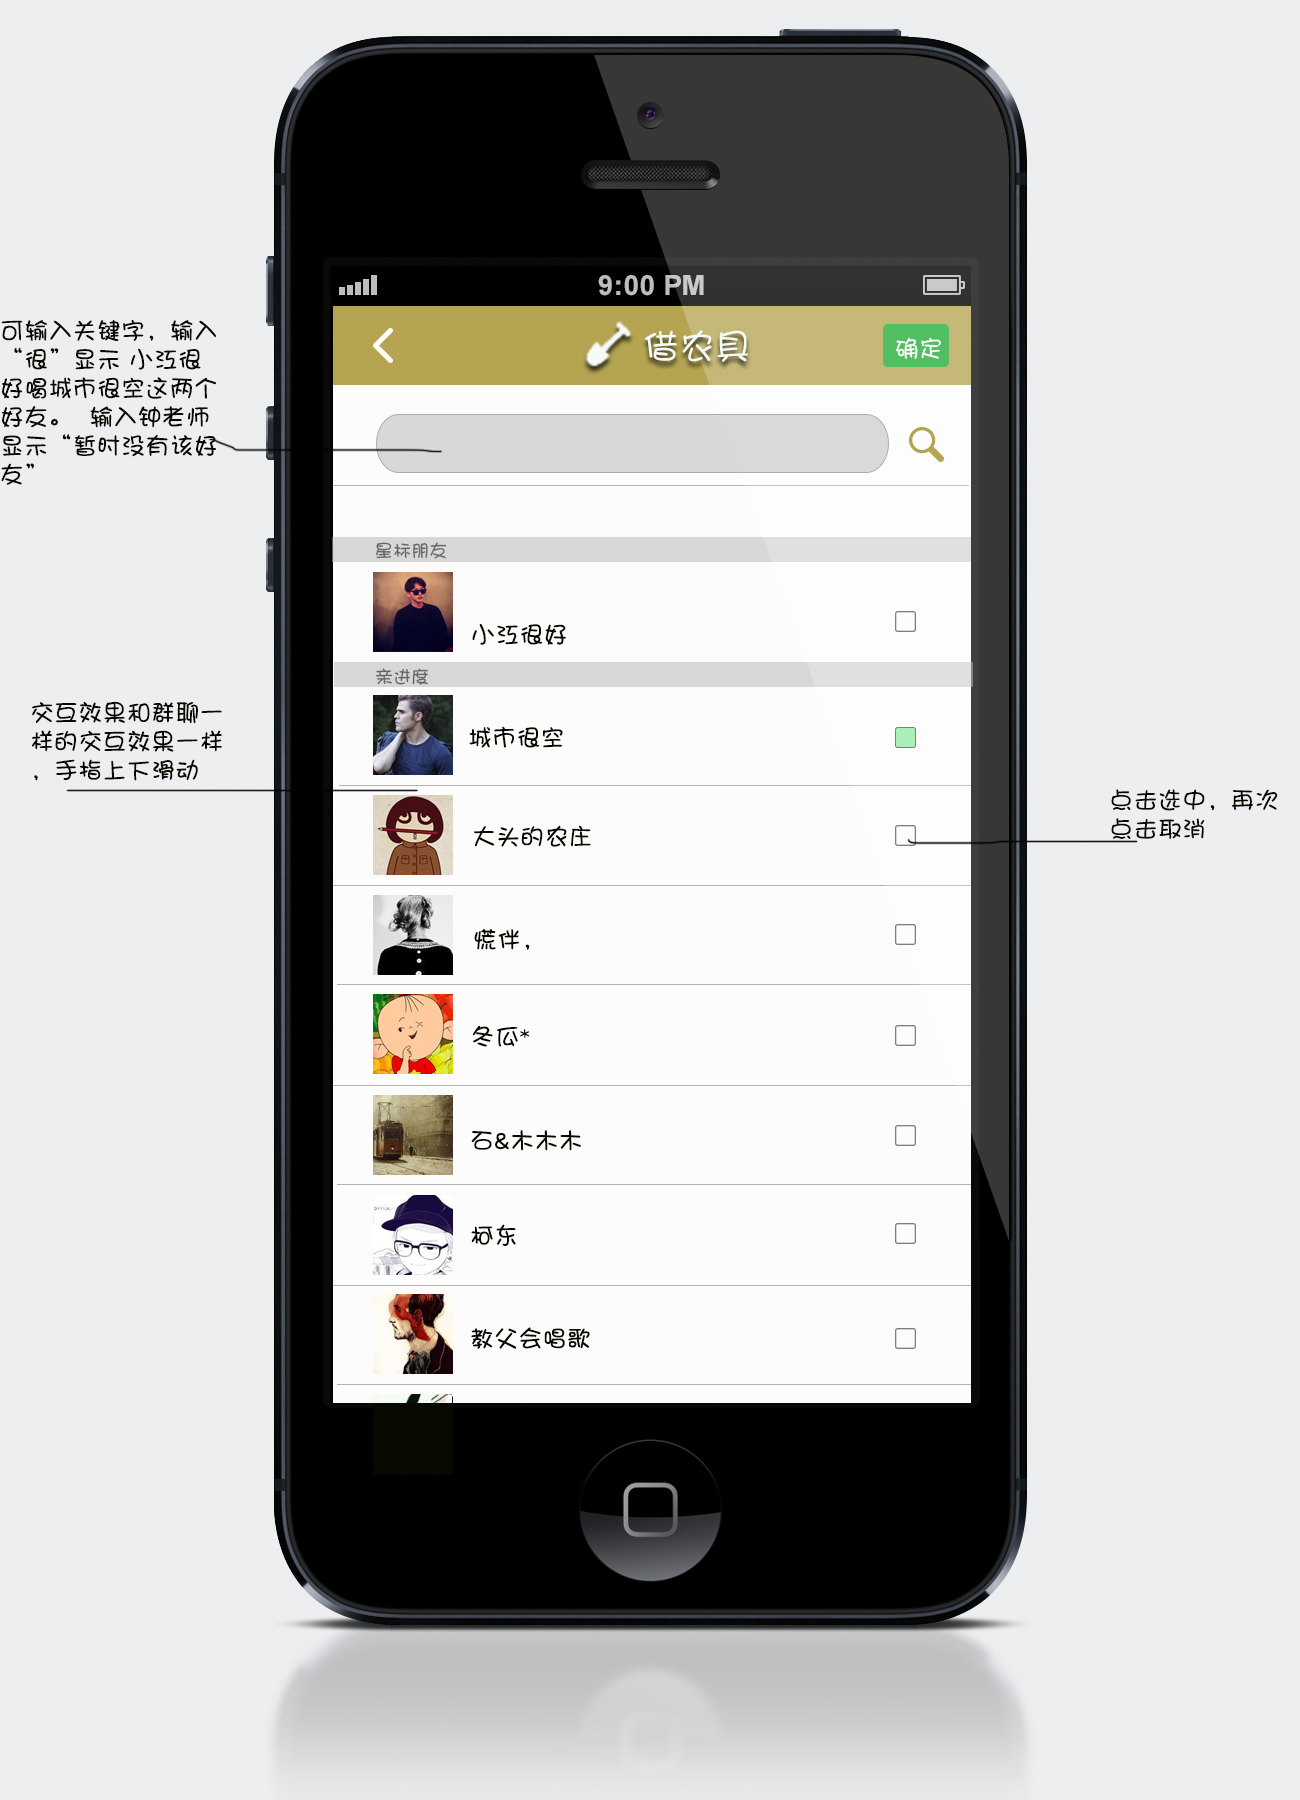 9:00 PM
借农具
确定
可输入关键字，输入
“很”显示 小江很
好喝城市很空这两个
好友。 输入钟老师
显示“暂时没有该好
友”
星标朋友
小江很好
亲进度
城市很空
交互效果和群聊一
样的交互效果一样
，手指上下滑动
大头的农庄
点击选中，再次
点击取消
慌伴，
冬瓜*
石&木木木
柯东
教父会唱歌